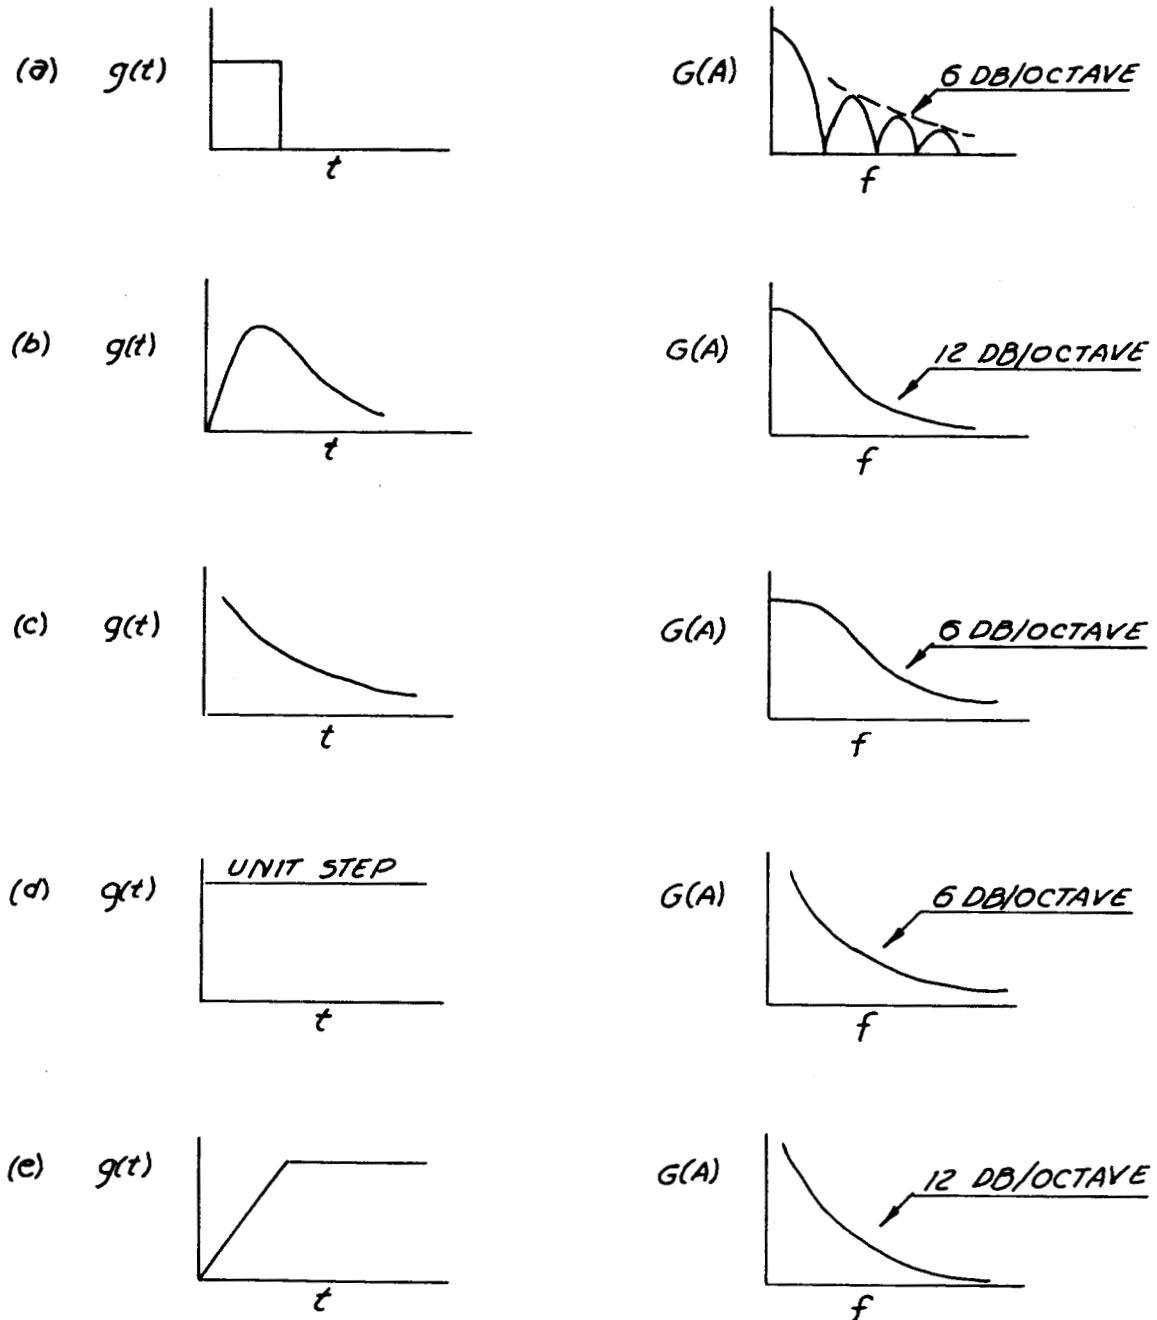 (a) g(t) t G(A) 6 DB/OCTAVE f
(b) g(t) t G(A) 12 DB/OCTAVE f
(c) g(t) t G(A) 6 DB/OCTAVE f
(d) g(t) UNIT STEP t G(A) 6 DB/OCTAVE f
(e) g(t) t G(A) 12 DB/OCTAVE f